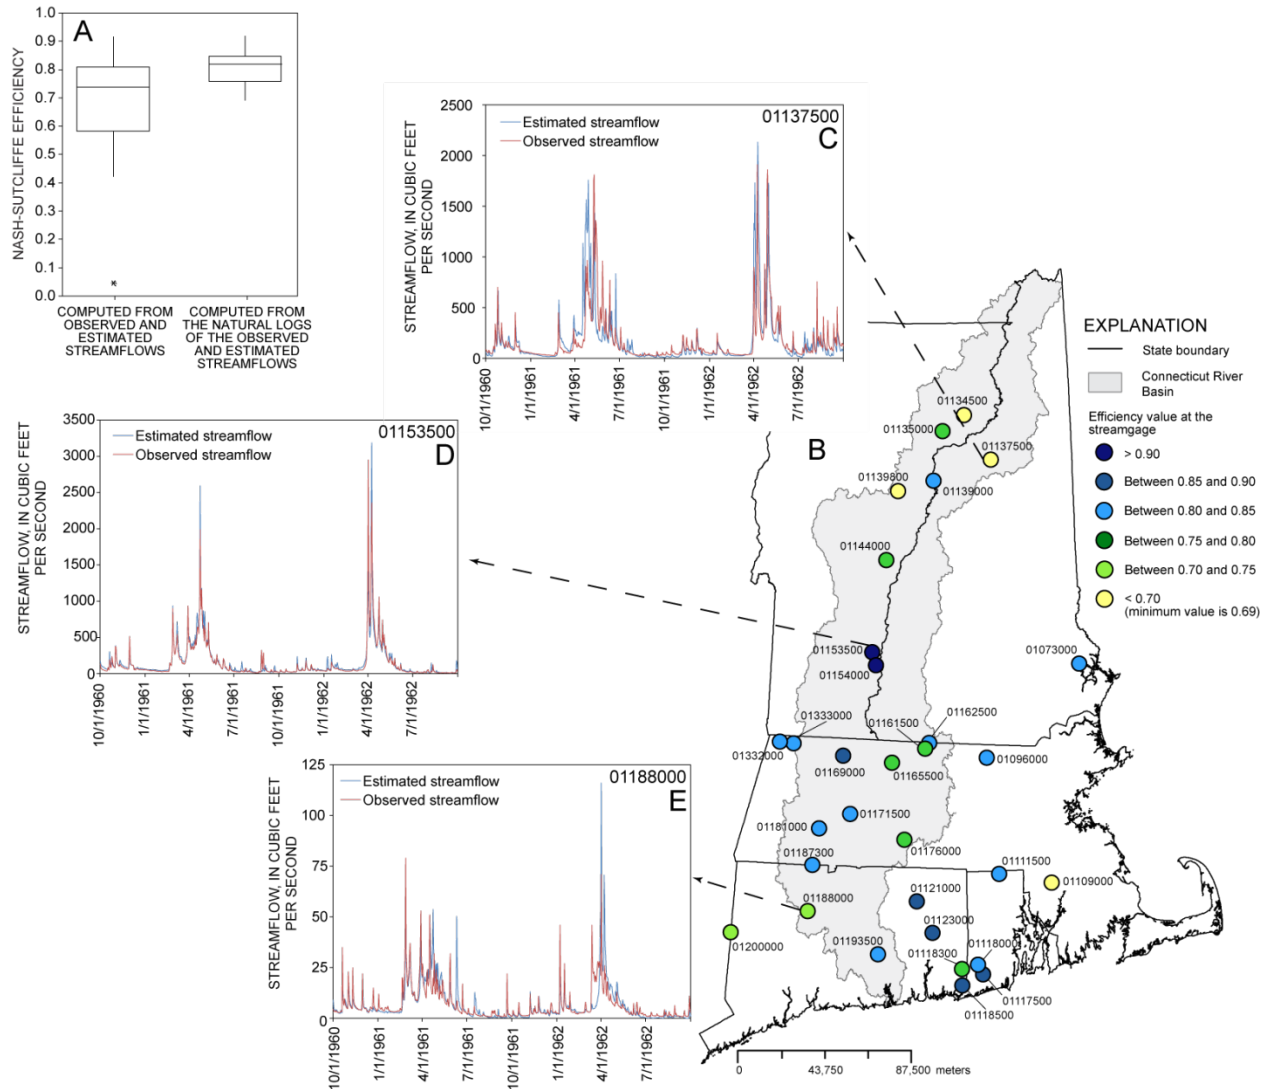 A
NASH-SUTCLIFFE EFFICIENCY
1.0
0.9
0.8
0.7
0.6
0.5
0.4
0.3
0.2
0.1
0.0
COMPUTED FROM
OBSERVED AND
ESTIMATED
STREAMFLOWS
COMPUTED FROM
THE NATURAL LOGS
OF THE OBSERVED
AND ESTIMATED
STREAMFLOWS
01137500
C
Estimated streamflow
Observed streamflow
STREAMFLOW, IN CUBIC FEET
PER SECOND
2500
2000
1500
1000
500
0
10/1/1960
1/1/1961
4/1/1961
7/1/1961
10/1/1961
1/1/1962
4/1/1962
7/1/1962
01153500
D
Estimated streamflow
Observed streamflow
STREAMFLOW, IN CUBIC FEET
PER SECOND
3500
3000
2500
2000
1500
1000
500
0
10/1/1960
1/1/1961
4/1/1961
7/1/1961
10/1/1961
1/1/1962
4/1/1962
7/1/1962
01188000
E
Estimated streamflow
Observed streamflow
STREAMFLOW, IN CUBIC FEET
PER SECOND
125
100
75
50
25
0
10/1/1960
1/1/1961
4/1/1961
7/1/1961
10/1/1961
1/1/1962
4/1/1962
7/1/1962
B
01134500
01135000
01137500
01139800
01139000
01144000
01153500
01154000
01073000
01333000
01161500
01162500
01332000
01169000
01165500
01096000
01171500
01181000
01187300
01176000
01111500
01109000
01188000
01121000
01123000
01200000
01193500
01118000
01118300
01117500
01118500
EXPLANATION
State boundary
Connecticut River
Basin
Efficiency value at the
streamgage
> 0.90
Between 0.85 and 0.90
Between 0.80 and 0.85
Between 0.75 and 0.80
Between 0.70 and 0.75
< 0.70
(minimum value is 0.69)
0 43,750 87,500 meters